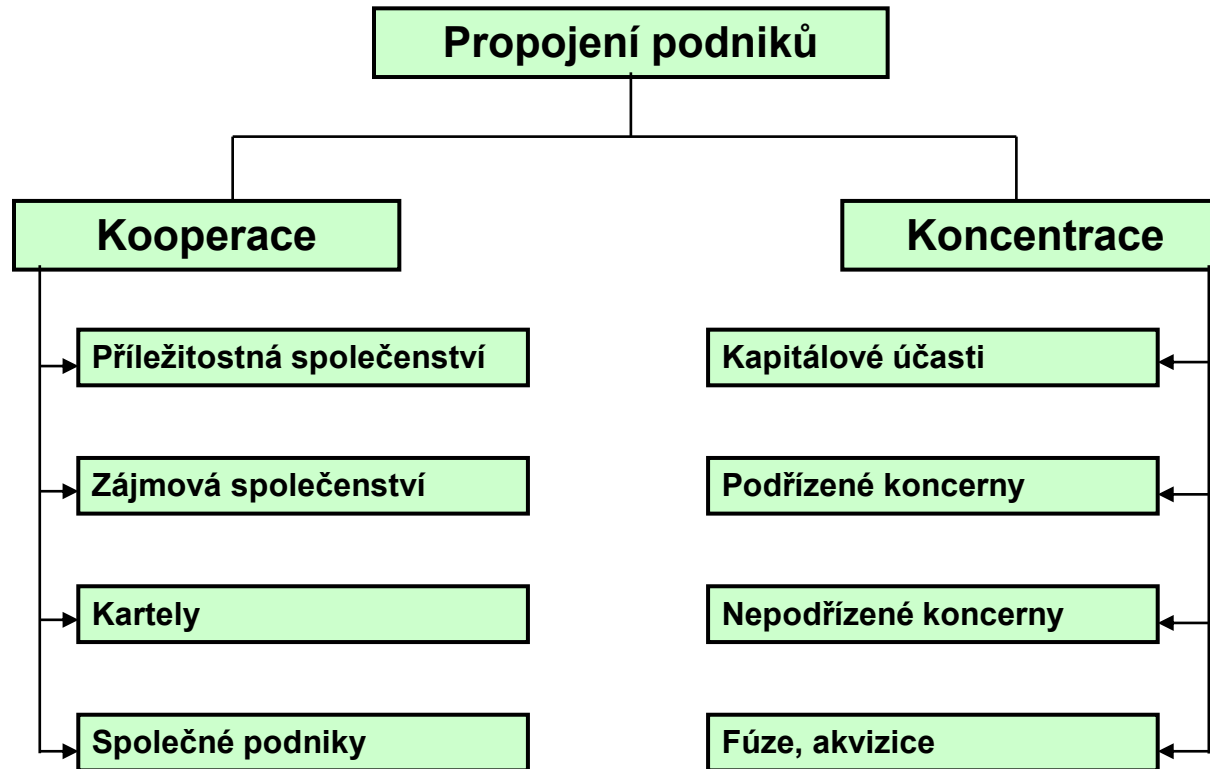 Propojení podniků
Kooperace
Koncentrace
Příležitostná společenství
Kapitálové účasti
Zájmová společenství
Podřízené koncerny
Kartely
Nepodřízené koncerny
Společné podniky
Fúze, akvizice